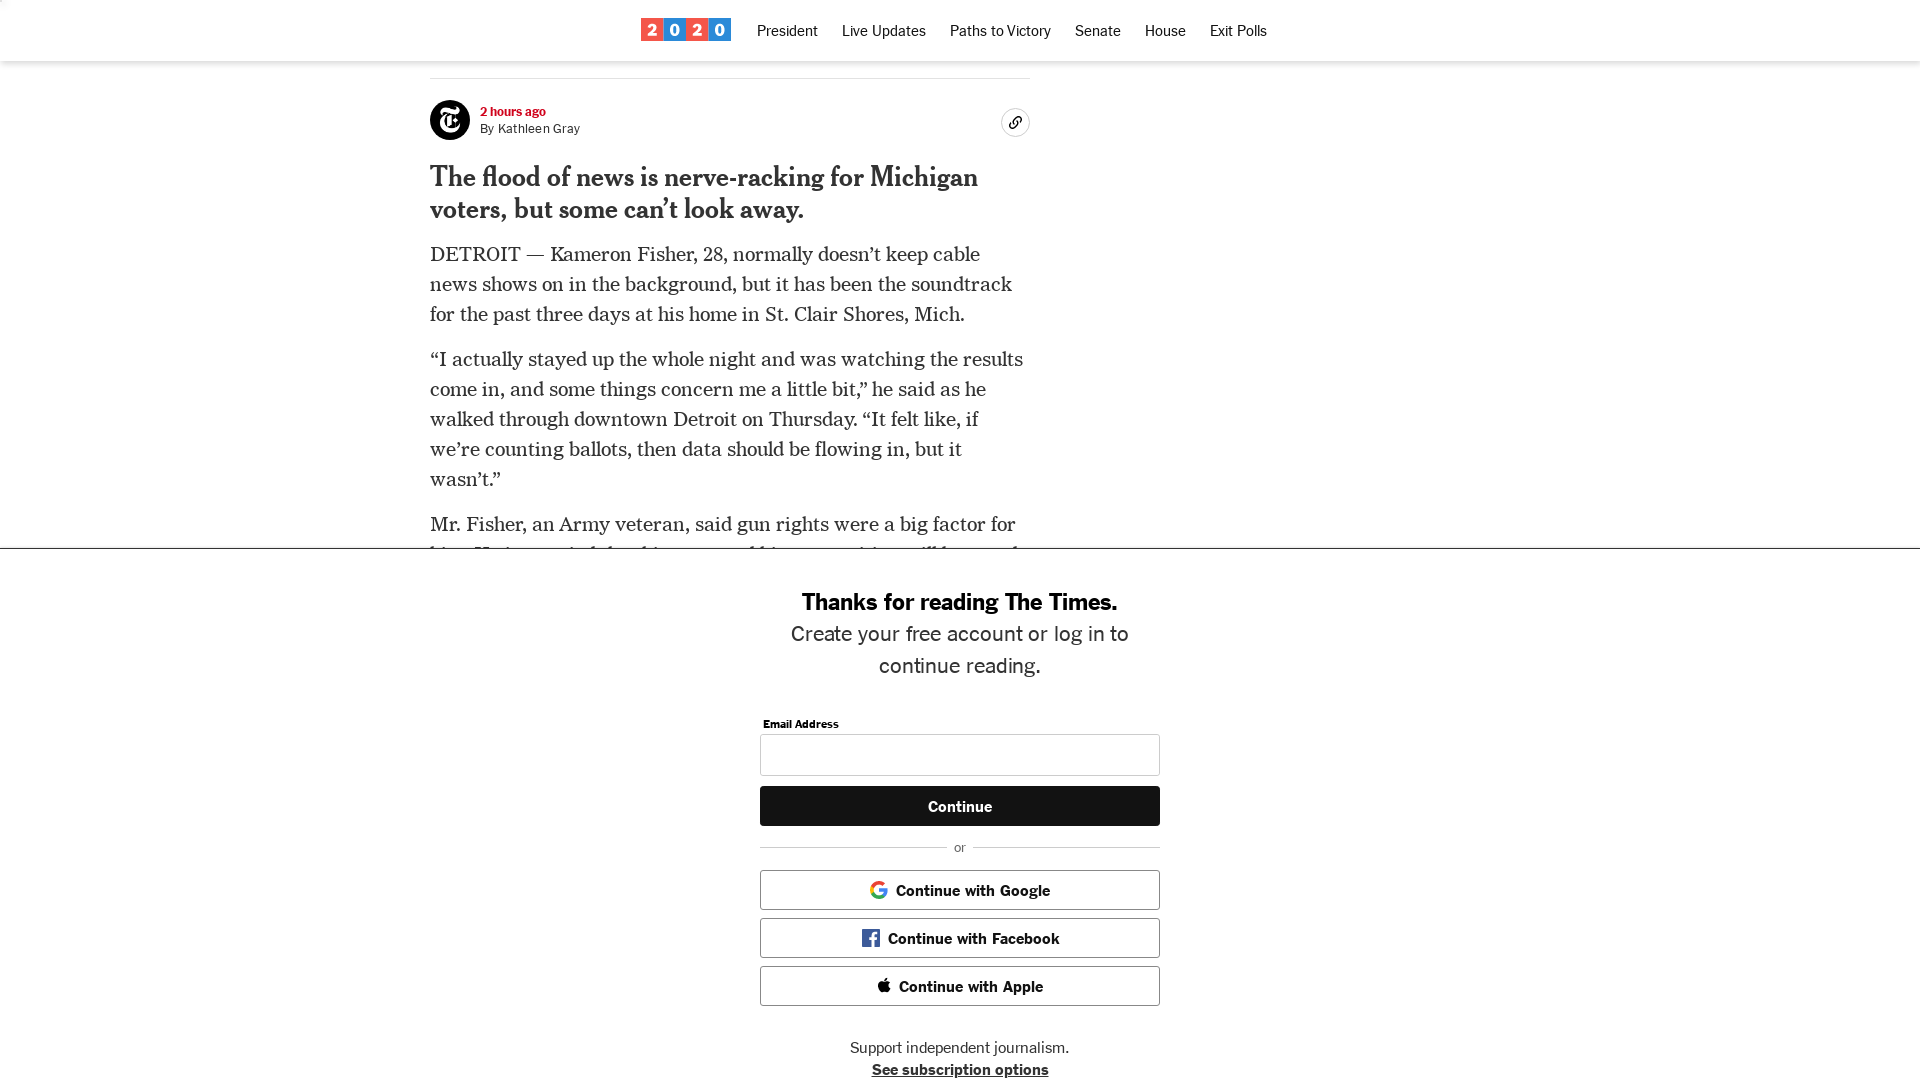 2020 President Live Updates Paths to Victory Senate House Exit Polls
2 hours ago
By Kathleen Gray
The flood of news is nerve-racking for Michigan
voters, but some can’t look away.
DETROIT — Kameron Fisher, 28, normally doesn’t keep cable
news shows on in the background, but it has been the soundtrack
for the past three days at his home in St. Clair Shores, Mich.
“I actually stayed up the whole night and was watching the results
come in, and some things concern me a little bit,” he said as he
walked through downtown Detroit on Thursday. “It felt like, if
we’re counting ballots, then data should be flowing in, but it
wasn’t.”
Mr. Fisher, an Army veteran, said gun rights were a big factor for
Thanks for reading The Times.
Create your free account or log in to
continue reading.
Email Address
Continue
or
Continue with Google
Continue with Facebook
Continue with Apple
Support independent journalism.
See subscription options